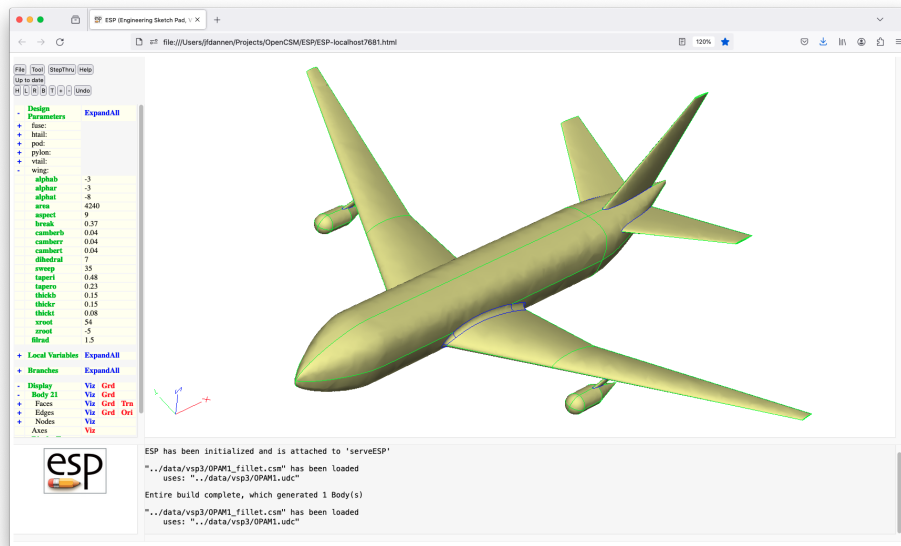 ESP (Engineering Sketch Pad, V
file:///Users/jfdannen/Projects/OpenCSM/ESP/ESP-localhost7681.html
120%
File Tool StepThru Help
Up to date
H L R B T + - Undo
- Design Parameters ExpandAll
+ fuse:
+ htail:
+ pod:
+ pylon:
+ vtail:
- wing:
alphab -3
alphar -3
alphat -8
area 4240
aspect 9
break 0.37
camberb 0.04
camberr 0.04
cambert 0.04
dihedral 7
sweep 35
taperi 0.48
tapero 0.23
thickb 0.15
thickr 0.15
thickt 0.08
xroot 54
zroot -5
filrad 1.5
+ Local Variables ExpandAll
+ Branches ExpandAll
- Display Viz Grd
- Body 21 Viz Grd
+ Faces Viz Grd Trn
+ Edges Viz Grd Ori
+ Nodes Viz
Axes Viz
esp
ESP has been initialized and is attached to 'serveESP'
"../data/vsp3/OPAM1_fillet.csm" has been loaded
uses: "../data/vsp3/OPAM1.udc"
Entire build complete, which generated 1 Body(s)
"../data/vsp3/OPAM1_fillet.csm" has been loaded
uses: "../data/vsp3/OPAM1.udc"